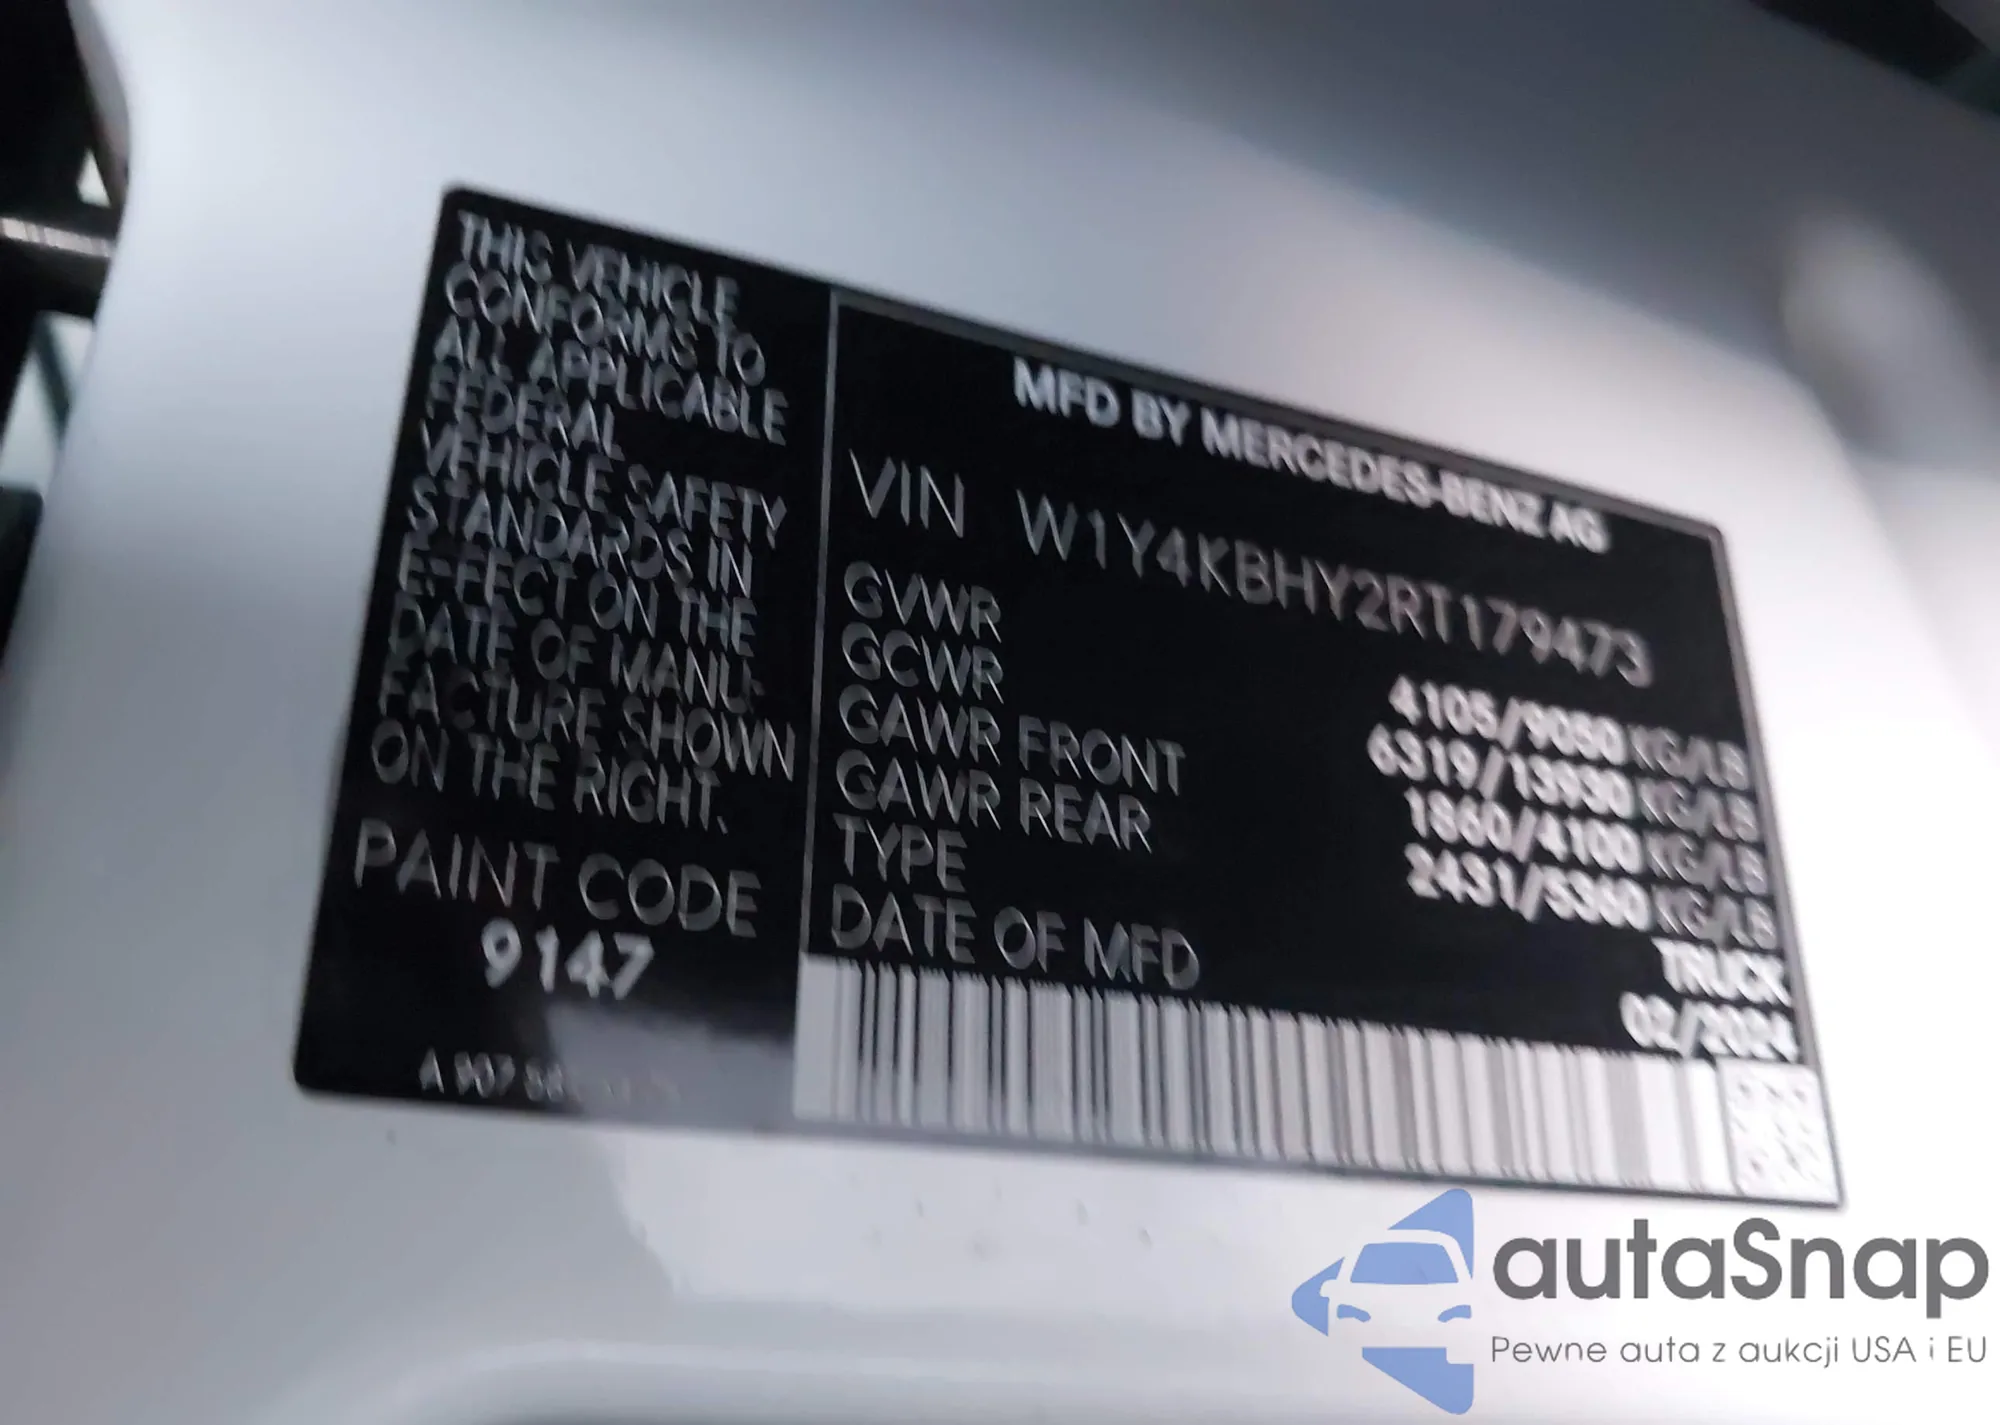 THIS VEHICLE
CONFORMS TO
ALL APPLICABLE
FEDERAL
VEHICLE SAFETY
STANDARDS IN
EFFECT ON THE
DATE OF MANU-
FACTURE SHOWN
ON THE RIGHT.
PAINT CODE
9147
A 907
MFD BY MERCEDES-BENZ AG
VIN W1Y4KBHY2RT179473
GVWR 4105/9050 KG/LB
GCWR 6319/13930 KG/LB
GAWR FRONT 1860/4100 KG/LB
GAWR REAR 2431/5360 KG/LB
TYPE TRUCK
DATE OF MFD 02/2024
autaSnap
Pewne auta z aukcji USA i EU